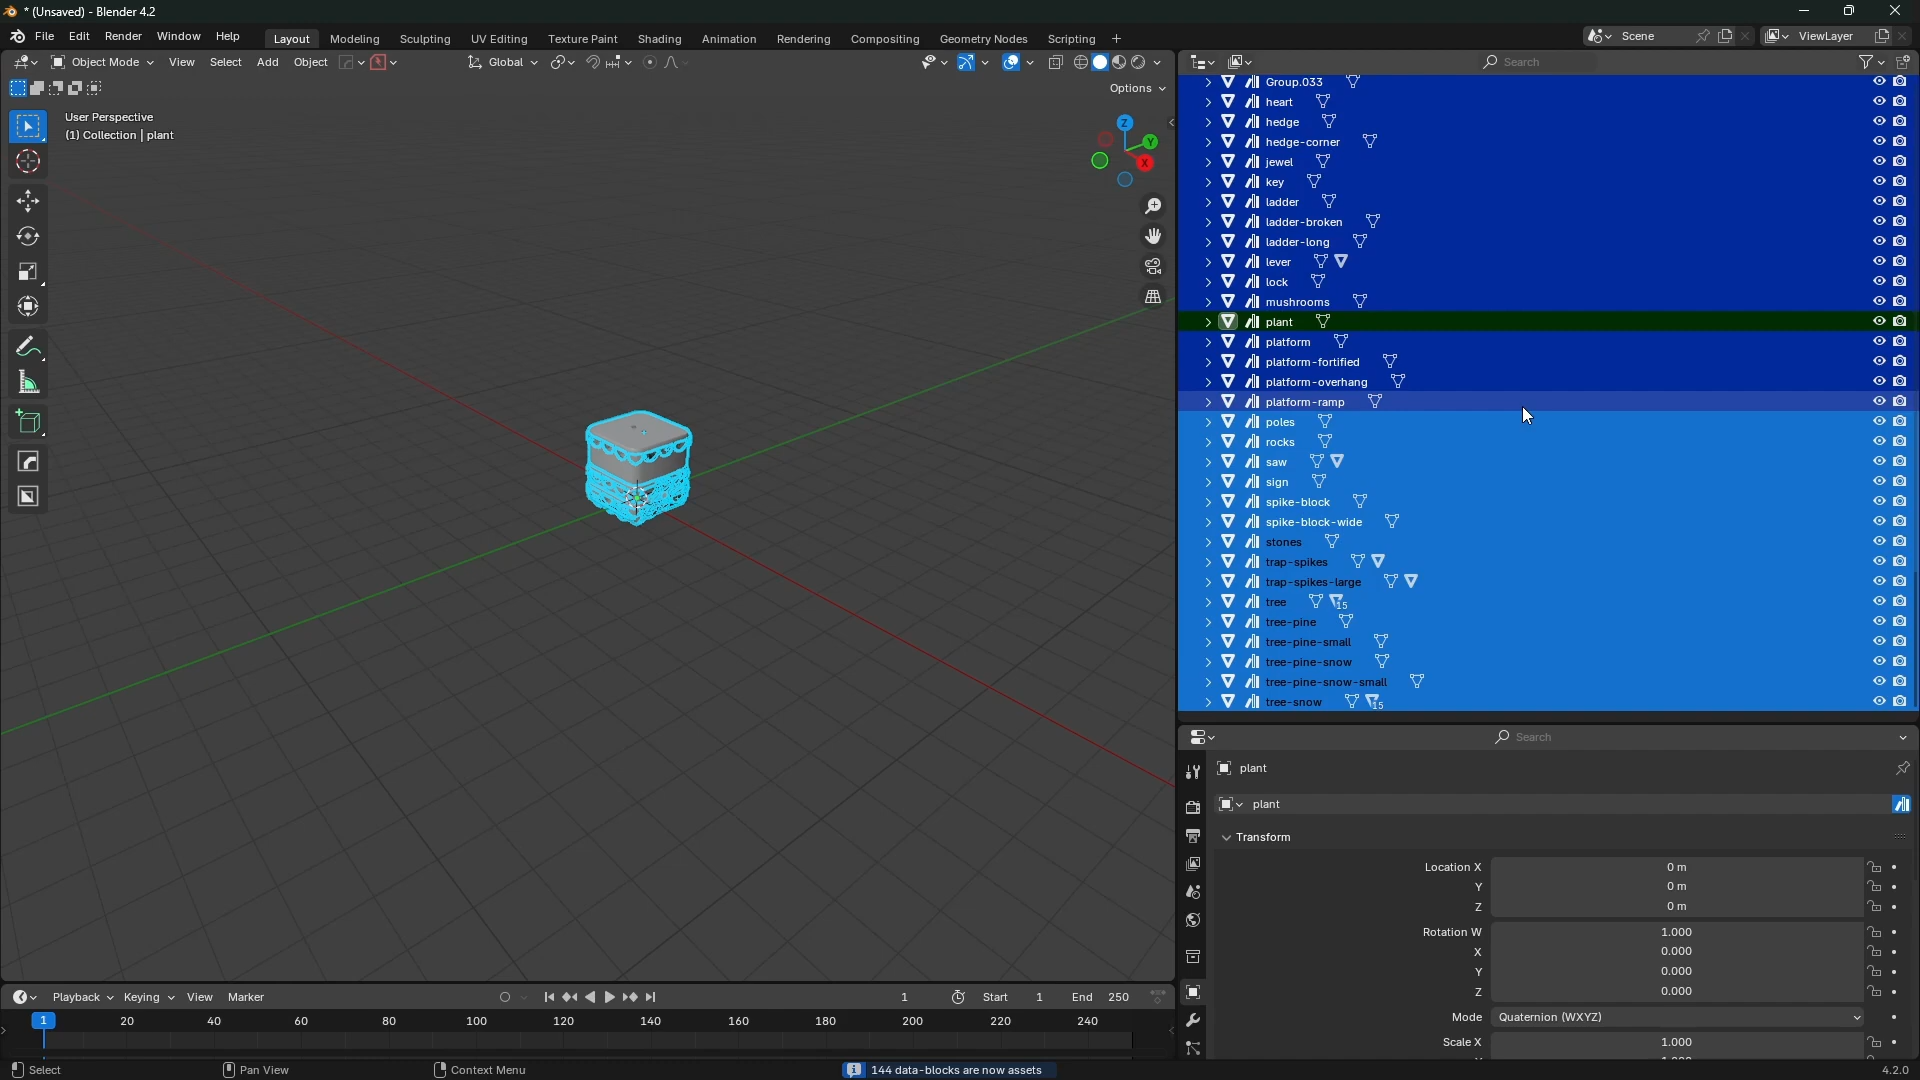 * (Unsaved) - Blender 4.2
File Edit Render Window Help Layout Modeling Sculpting UV Editing Texture Paint Shading Animation Rendering Compositing Geometry Nodes Scripting + Scene ViewLayer
Object Mode View Select Add Object Global Search
Options
User Perspective
(1) Collection | plant
Z
Y
X
Group.033
heart
hedge
hedge-corner
jewel
key
ladder
ladder-broken
ladder-long
lever
lock
mushrooms
plant
platform
platform-fortified
platform-overhang
platform-ramp
poles
rocks
saw
sign
spike-block
spike-block-wide
stones
trap-spikes
trap-spikes-large
tree 15
tree-pine
tree-pine-small
tree-pine-snow
tree-pine-snow-small
tree-snow 15
Search
plant
plant
Transform
Location X 0 m
Y 0 m
Z 0 m
Rotation W 1.000
X 0.000
Y 0.000
Z 0.000
Mode Quaternion (WXYZ)
Scale X 1.000
Playback Keying View Marker 1 Start 1 End 250
1 20 40 60 80 100 120 140 160 180 200 220 240
Select Pan View Context Menu 144 data-blocks are now assets 4.2.0